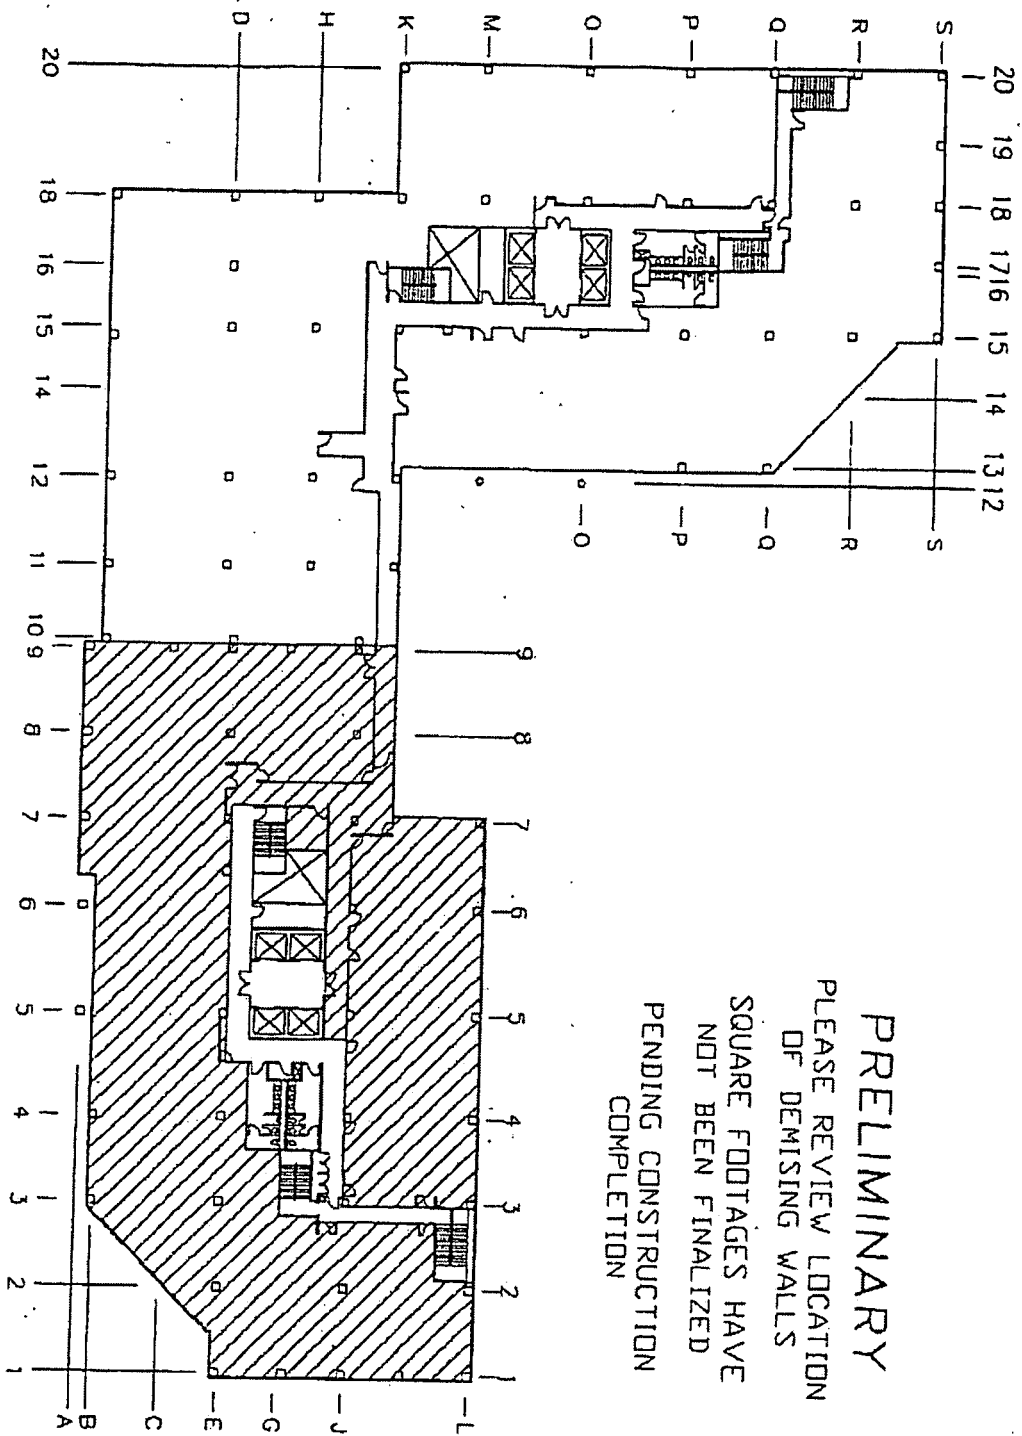 D H K M O P Q R S
20 18 16 15 14 12 11 10 9 8 7 6 5 4 3 2 1
20 19 18 17 16 15 14 13 12
O P Q R S
9 8 7 6 5 4 3 2 1
A B C E G J L
PRELIMINARY
PLEASE REVIEW LOCATION
OF DEMISING WALLS
SQUARE FOOTAGES HAVE
NOT BEEN FINALIZED
PENDING CONSTRUCTION
COMPLETION